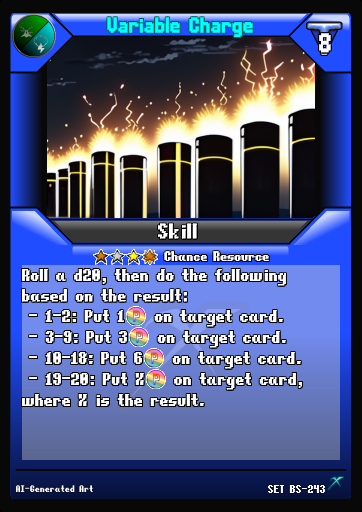 Variable Charge
8
Skill
Chance Resource
Roll a d20, then do the following
based on the result:
- 1-2: Put 1 P on target card.
- 3-9: Put 3 P on target card.
- 10-18: Put 6 P on target card.
- 19-20: Put X P on target card,
where X is the result.
AI-Generated Art
SET BS-243